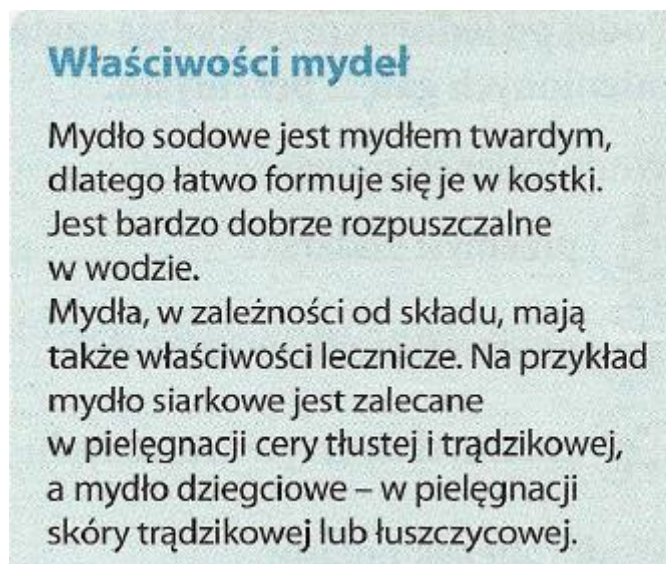 Właściwości mydeł
Mydło sodowe jest mydłem twardym,
dlatego łatwo formuje się je w kostki.
Jest bardzo dobrze rozpuszczalne
w wodzie.
Mydła, w zależności od składu, mają
także właściwości lecznicze. Na przykład
mydło siarkowe jest zalecane
w pielęgnacji cery tłustej i trądzikowej,
a mydło dziegciowe – w pielęgnacji
skóry trądzikowej lub łuszczycowej.